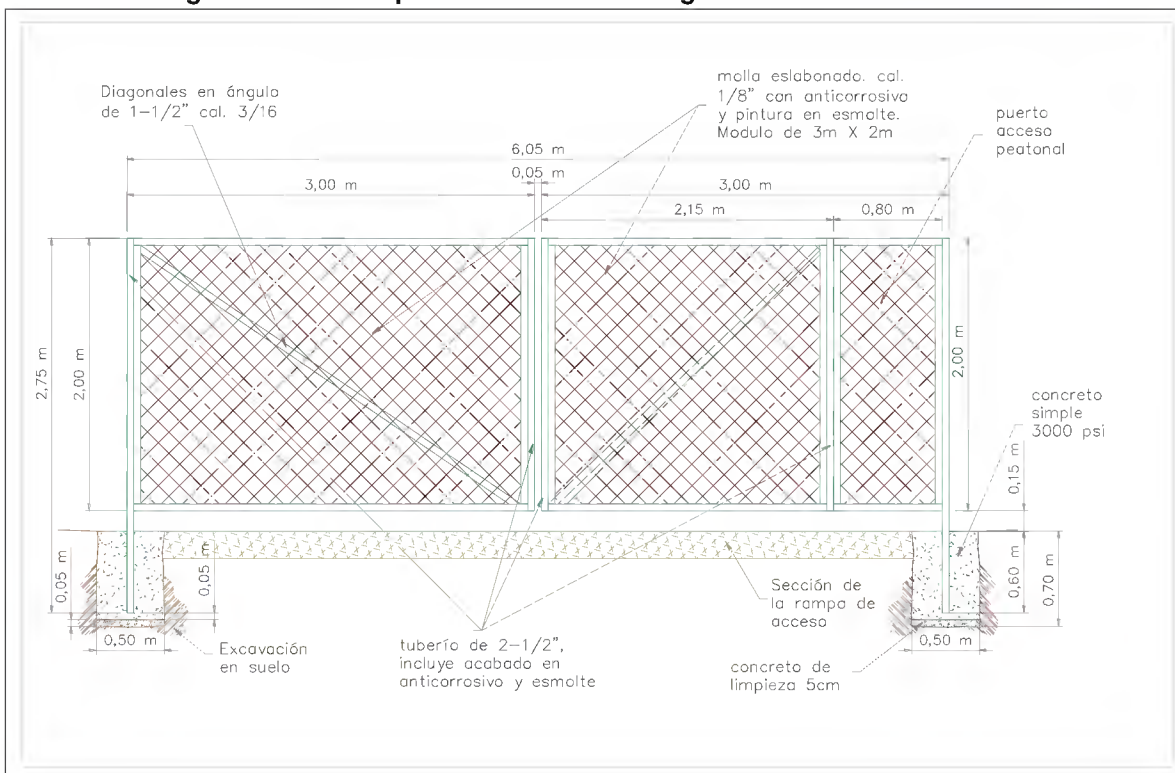 Diagonales en ángulo
de 1-1/2" cal. 3/16
molla eslabonado. cal.
1/8" con anticorrosivo
y pintura en esmalte.
Modulo de 3m X 2m
puerto
acceso
peatonal
6,05 m
0,05 m
3,00 m
3,00 m
2,15 m
0,80 m
2,75 m
2,00 m
2,00 m
concreto
simple
3000 psi
0,15 m
0,05 m
0,05 m
0,60 m
0,70 m
0,50 m
0,50 m
Excavación
en suelo
tuberío de 2-1/2",
incluye acabado en
anticorrosivo y esmalte
Sección de
la rampa de
acceso
concreto de
limpieza 5cm